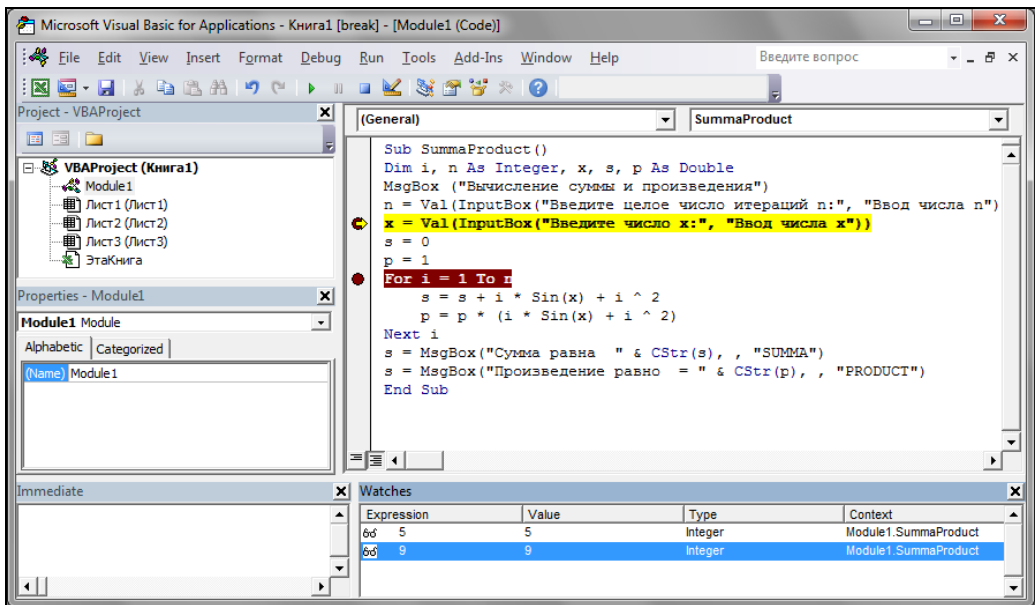 Microsoft Visual Basic for Applications - Книга1 [break] - [Module1 (Code)]
File Edit View Insert Format Debug Run Tools Add-Ins Window Help Введите вопрос
Project - VBAProject
VBAProject (Книга1)
Module1
Лист1 (Лист1)
Лист2 (Лист2)
Лист3 (Лист3)
ЭтаКнига
Properties - Module1
Module1 Module
Alphabetic Categorized
(Name) Module1
(General) SummaProduct
Sub SummaProduct()
Dim i, n As Integer, x, s, p As Double
MsgBox ("Вычисление суммы и произведения")
n = Val(InputBox("Введите целое число итераций n:", "Ввод числа n")
x = Val(InputBox("Введите число x:", "Ввод числа x"))
s = 0
p = 1
For i = 1 To n
s = s + i * Sin(x) + i ^ 2
p = p * (i * Sin(x) + i ^ 2)
Next i
s = MsgBox("Сумма равна " & CStr(s), , "SUMMA")
s = MsgBox("Произведение равно = " & CStr(p), , "PRODUCT")
End Sub
Immediate
Watches
Expression Value Type Context
5 5 Integer Module1.SummaProduct
9 9 Integer Module1.SummaProduct